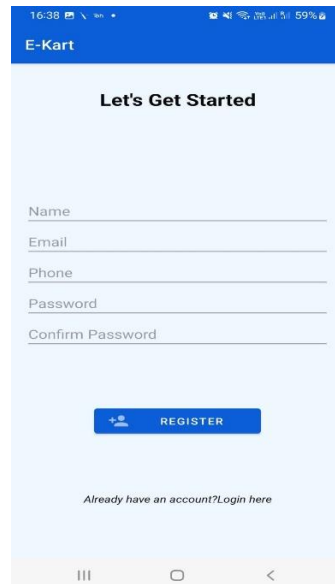 16:38
59%
E-Kart
Let's Get Started
Name
Email
Phone
Password
Confirm Password
REGISTER
Already have an account?Login here